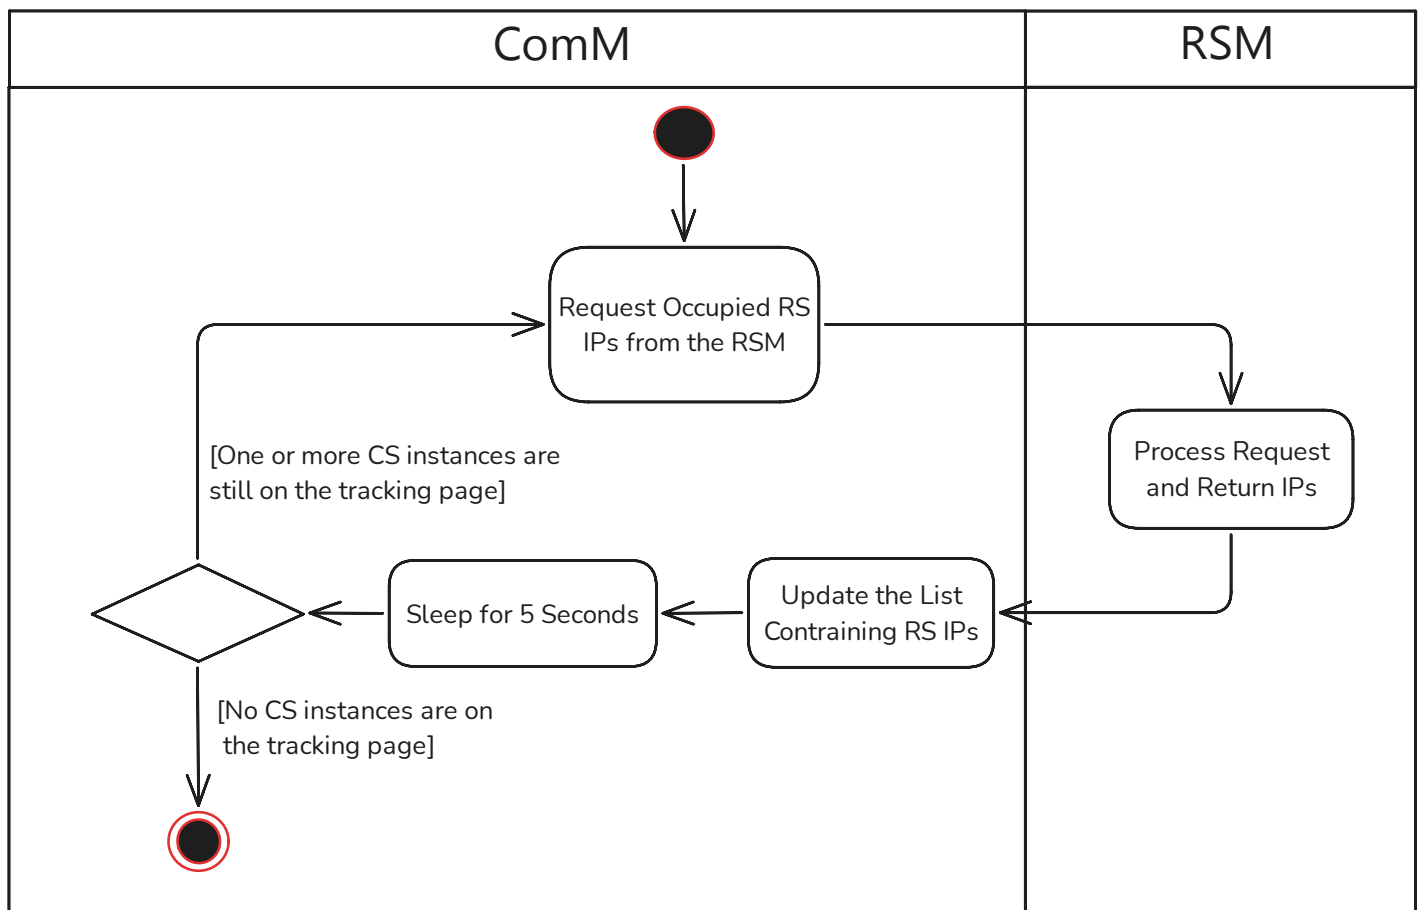 ComM
RSM
Request Occupied RS
IPs from the RSM
[One or more CS instances are
still on the tracking page]
Process Request
and Return IPs
Sleep for 5 Seconds
Update the List
Contraining RS IPs
[No CS instances are on
the tracking page]